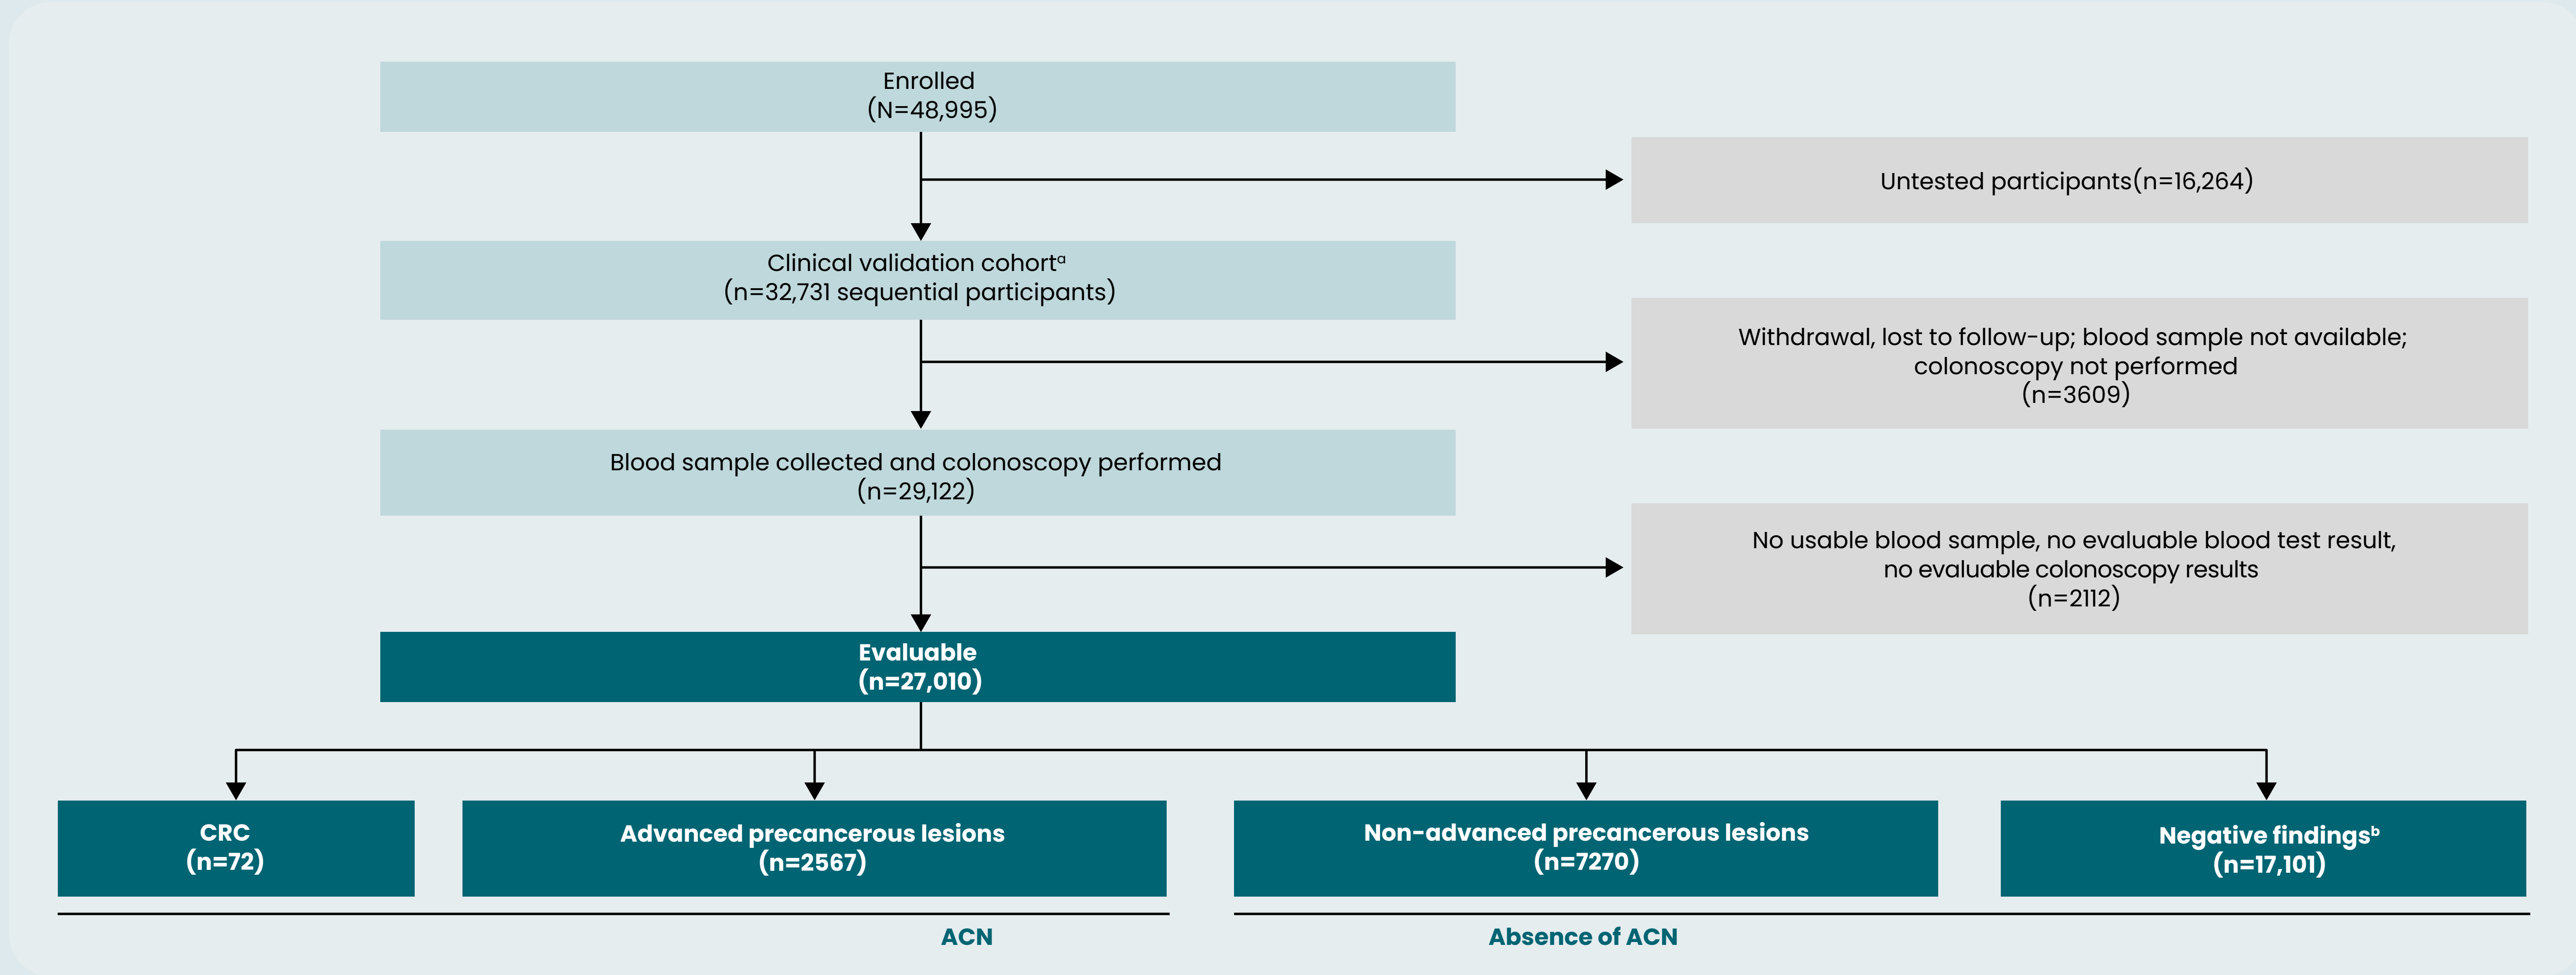 Enrolled
(N=48,995)
Untested participants(n=16,264)
Clinical validation cohortᵃ
(n=32,731 sequential participants)
Withdrawal, lost to follow-up; blood sample not available;
colonoscopy not performed
(n=3609)
Blood sample collected and colonoscopy performed
(n=29,122)
No usable blood sample, no evaluable blood test result,
no evaluable colonoscopy results
(n=2112)
Evaluable
(n=27,010)
CRC
(n=72)
Advanced precancerous lesions
(n=2567)
Non-advanced precancerous lesions
(n=7270)
Negative findingsᵇ
(n=17,101)
ACN
Absence of ACN